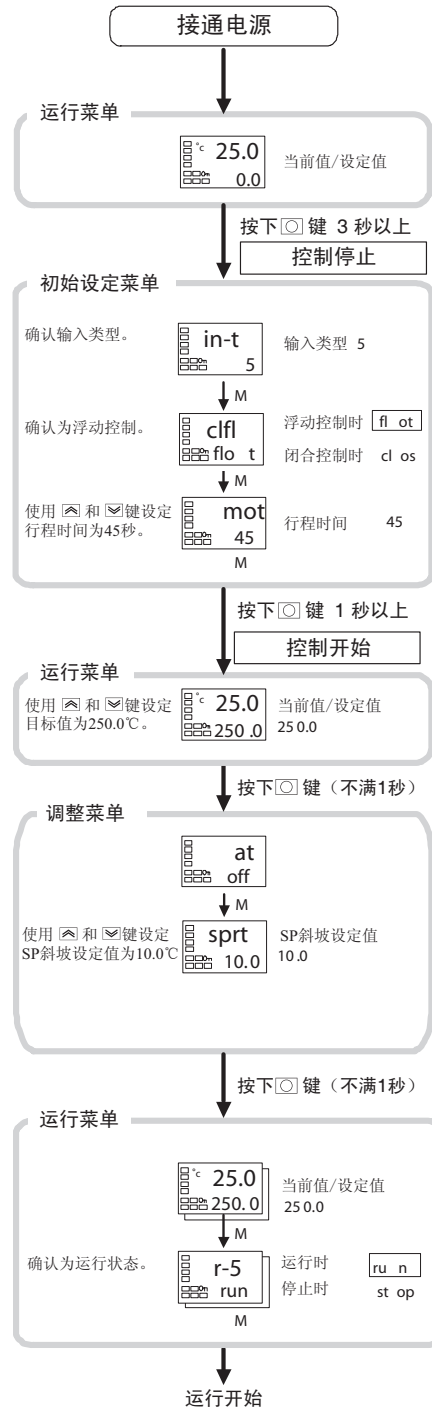 接通电源
运行菜单
℃ 25.0
0.0
当前值/设定值
按下 键 3 秒以上
控制停止
初始设定菜单
确认输入类型。
in-t
5
输入类型 5
M
确认为浮动控制。
clfl
flo t
浮动控制时 fl ot
闭合控制时 cl os
M
使用 和 键设定
行程时间为45秒。
mot
45
行程时间 45
M
按下 键 1 秒以上
控制开始
运行菜单
使用 和 键设定
目标值为250.0℃。
℃ 25.0
250 .0
当前值/设定值
25 0.0
按下 键（不满1秒）
调整菜单
at
off
M
使用 和 键设定
SP斜坡设定值为10.0℃
sprt
10.0
SP斜坡设定值
10 .0
按下 键（不满1秒）
运行菜单
℃ 25.0
250. 0
当前值/设定值
25 0.0
M
确认为运行状态。
r-5
run
运行时 ru n
停止时 st op
M
运行开始